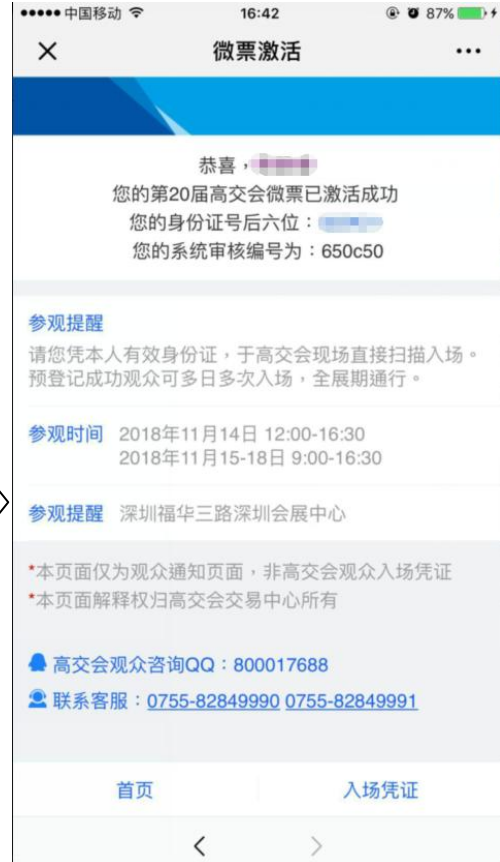 中国移动 16:42 87%
微票激活
恭喜，
您的第20届高交会微票已激活成功
您的身份证号后六位：
您的系统审核编号为：650c50
参观提醒
请您凭本人有效身份证，于高交会现场直接扫描入场。
预登记成功观众可多日多次入场，全展期通行。
参观时间 2018年11月14日 12:00-16:30
2018年11月15-18日 9:00-16:30
参观提醒 深圳福华三路深圳会展中心
*本页面仅为观众通知页面，非高交会观众入场凭证
*本页面解释权归高交会交易中心所有
高交会观众咨询QQ：800017688
联系客服：0755-82849990 0755-82849991
首页 入场凭证